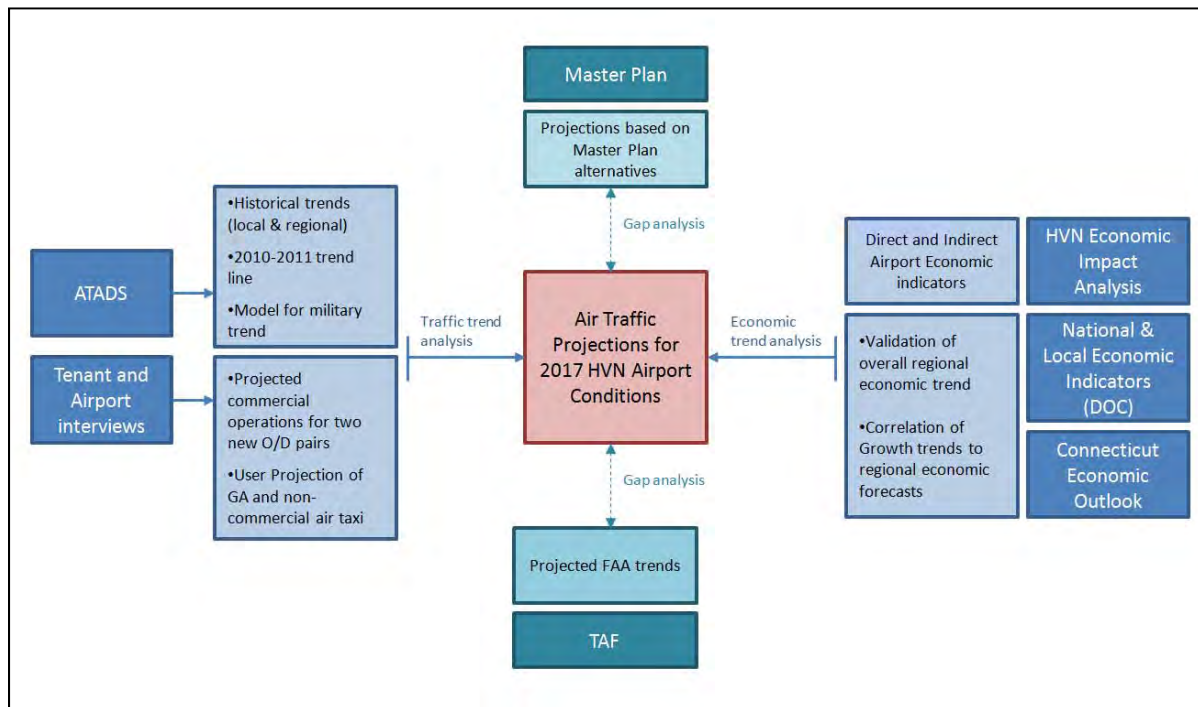 Master Plan
Projections based on
Master Plan
alternatives
Gap analysis
ATADS
•Historical trends
(local & regional)
•2010-2011 trend
line
•Model for military
trend
Tenant and
Airport
interviews
•Projected
commercial
operations for two
new O/D pairs
•User Projection of
GA and non-
commercial air taxi
Traffic trend
analysis
Air Traffic
Projections for
2017 HVN Airport
Conditions
Economic
trend analysis
Direct and Indirect
Airport Economic
indicators
•Validation of
overall regional
economic trend
•Correlation of
Growth trends to
regional economic
forecasts
HVN Economic
Impact
Analysis
National &
Local Economic
Indicators
(DOC)
Connecticut
Economic
Outlook
Gap analysis
Projected FAA trends
TAF